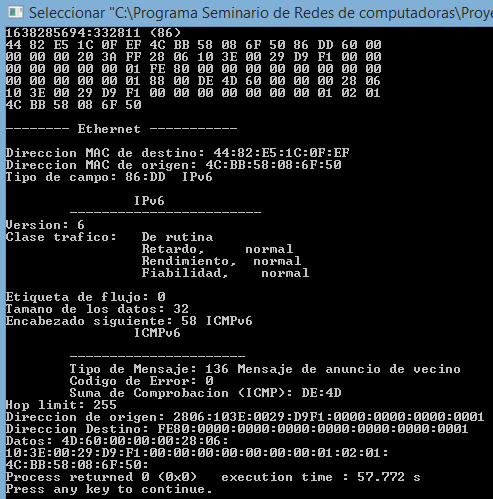 Seleccionar "C:\Programa Seminario de Redes de computadoras\Proye
1638285694:332811 (86)
44 82 E5 1C 0F EF 4C BB 58 08 6F 50 86 DD 60 00
00 00 00 20 3A FF 28 06 10 3E 00 29 D9 F1 00 00
00 00 00 00 00 01 FE 80 00 00 00 00 00 00 00 00
00 00 00 00 00 01 88 00 DE 4D 60 00 00 00 28 06
10 3E 00 29 D9 F1 00 00 00 00 00 00 00 01 02 01
4C BB 58 08 6F 50
-------- Ethernet -----------
Direccion MAC de destino: 44:82:E5:1C:0F:EF
Direccion MAC de origen: 4C:BB:58:08:6F:50
Tipo de campo: 86:DD  IPv6
IPv6
------------------------
Version: 6
Clase trafico:   De rutina
Retardo,     normal
Rendimiento,  normal
Fiabilidad,    normal
Etiqueta de flujo: 0
Tamano de los datos: 32
Encabezado siguiente: 58 ICMPv6
ICMPv6
----------------------
Tipo de Mensaje: 136 Mensaje de anuncio de vecino
Codigo de Error: 0
Suma de Comprobacion (ICMP): DE:4D
Hop limit: 255
Direccion de origen: 2806:103E:0029:D9F1:0000:0000:0000:0001
Direccion Destino: FE80:0000:0000:0000:0000:0000:0000:0001
Datos: 4D:60:00:00:00:28:06:
10:3E:00:29:D9:F1:00:00:00:00:00:00:00:01:02:01:
4C:BB:58:08:6F:50:
Process returned 0 (0x0)   execution time : 57.772 s
Press any key to continue.